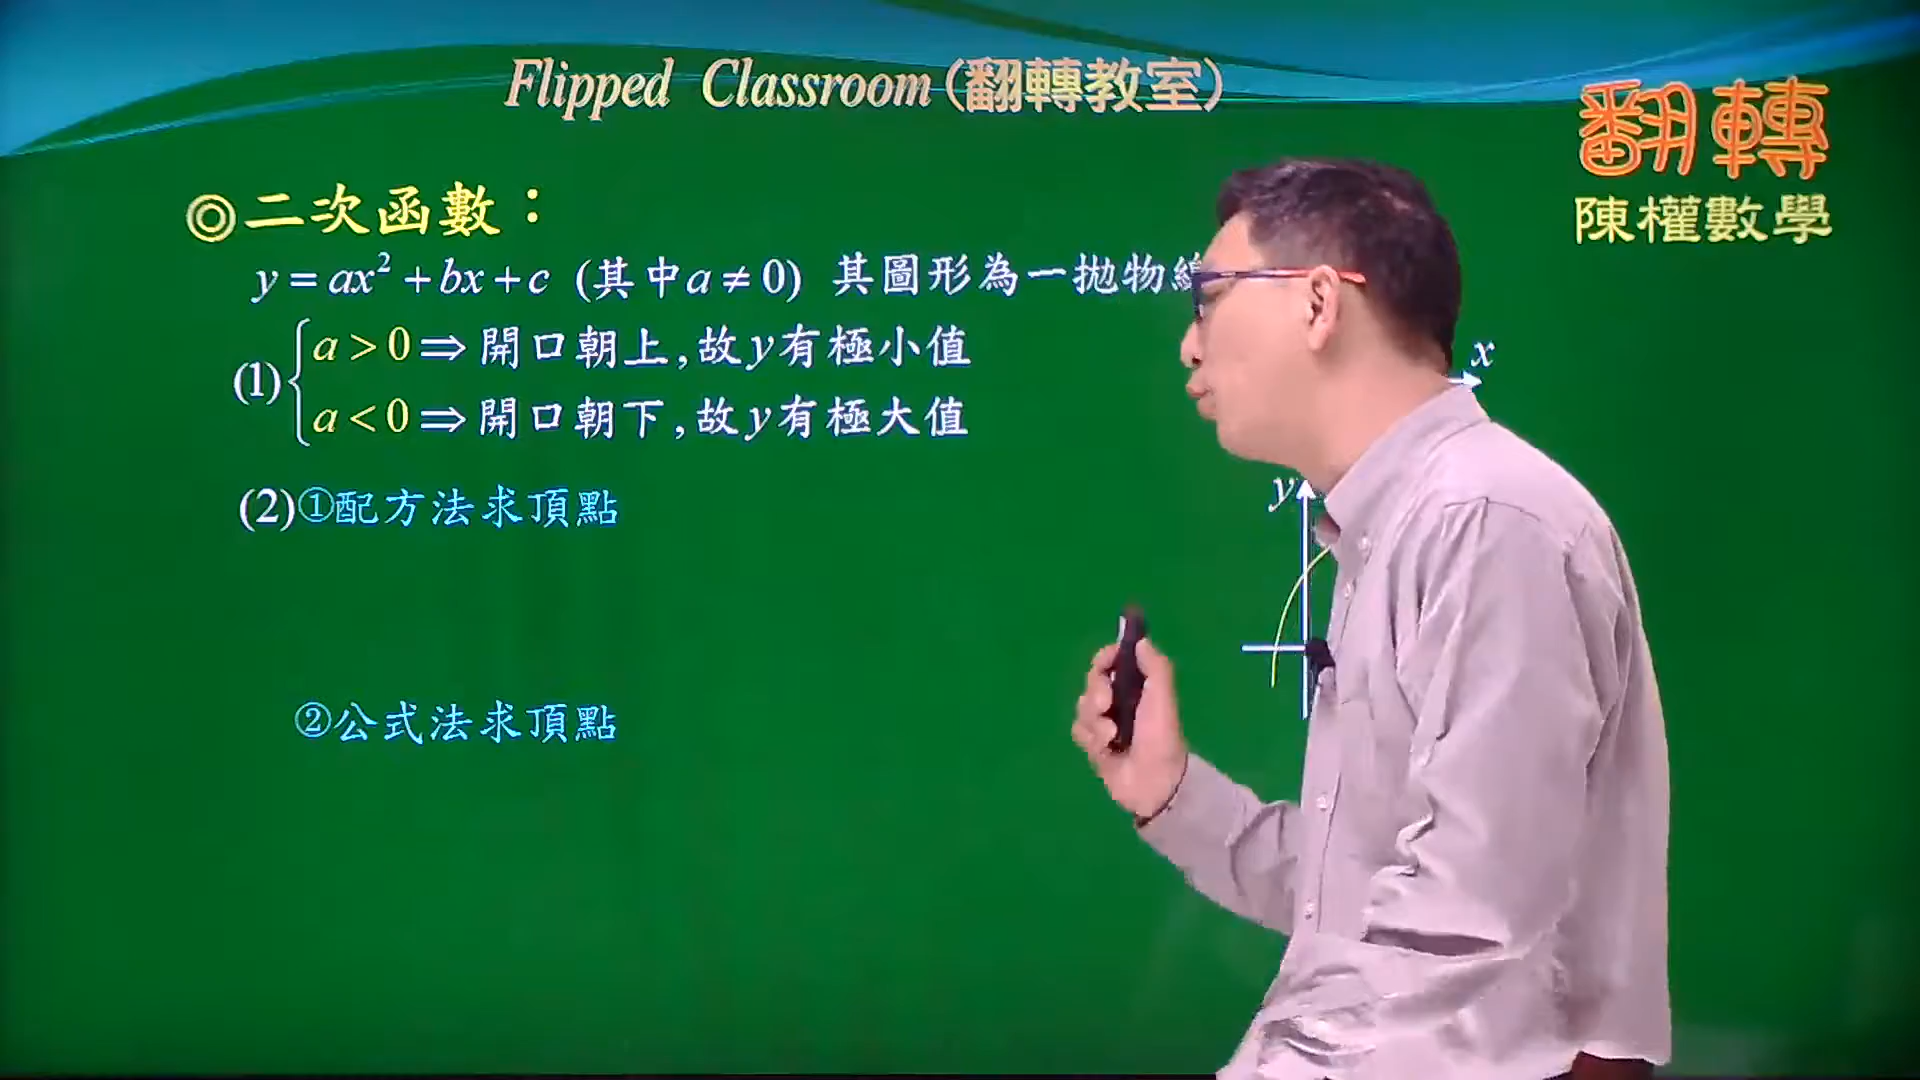 Flipped Classroom(翻轉教室)
翻轉
陳權數學
◎二次函數：
y=ax²+bx+c (其中a≠0) 其圖形為一拋物線
(1) a>0⇒開口朝上,故y有極小值
a<0⇒開口朝下,故y有極大值
x
(2)①配方法求頂點
y
②公式法求頂點